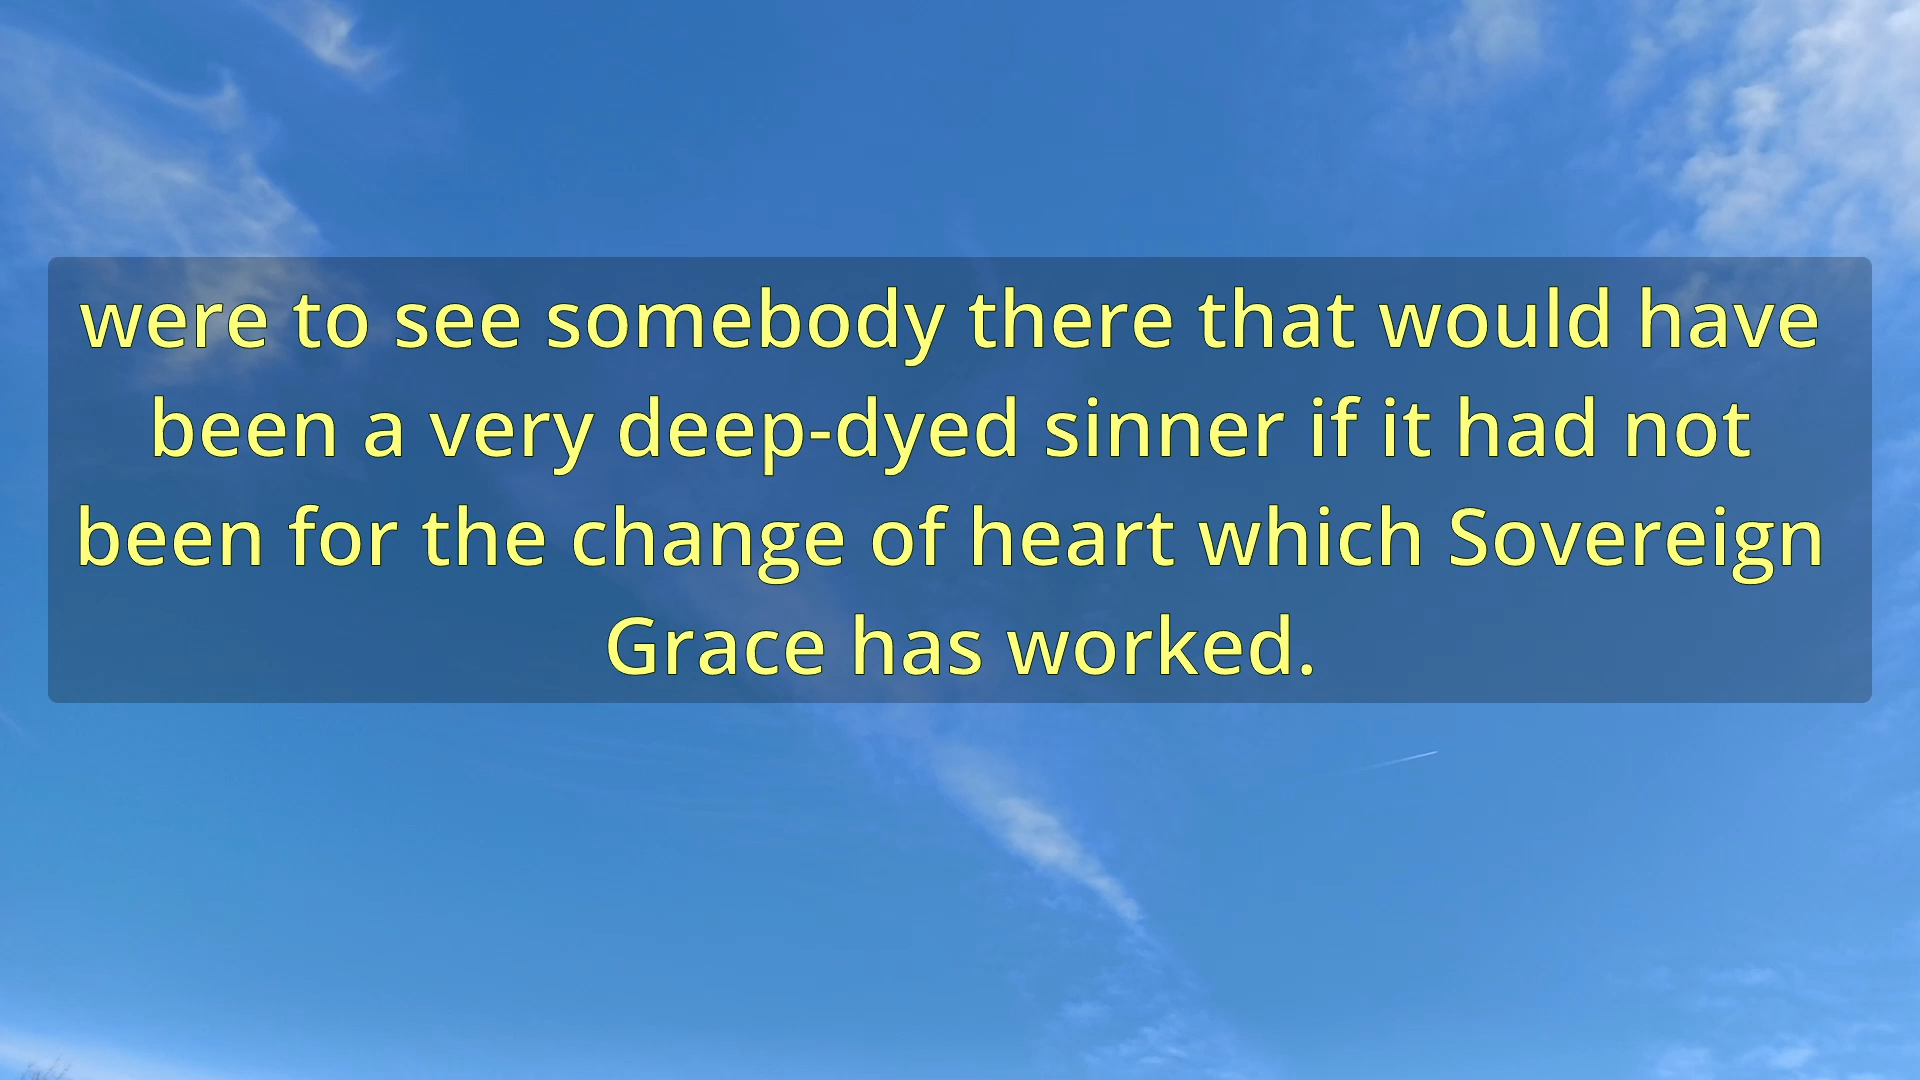 were to see somebody there that would have
been a very deep-dyed sinner if it had not
been for the change of heart which Sovereign
Grace has worked.